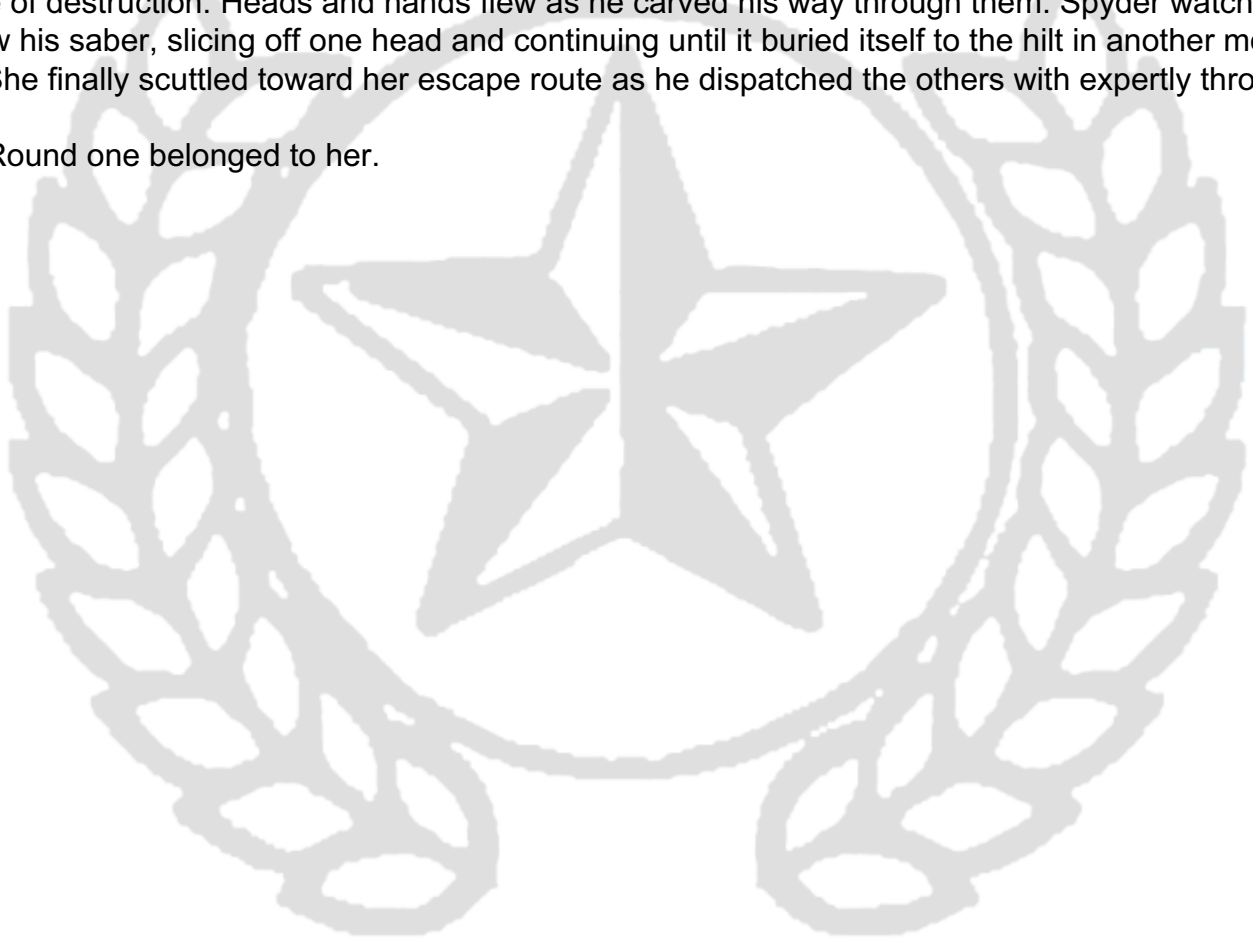 of destruction. Heads and hands flew as he carved his way through them. Spyder watch
his saber, slicing off one head and continuing until it buried itself to the hilt in another
She finally scuttled toward her escape route as he dispatched the others with expertly thro
Round one belonged to her.